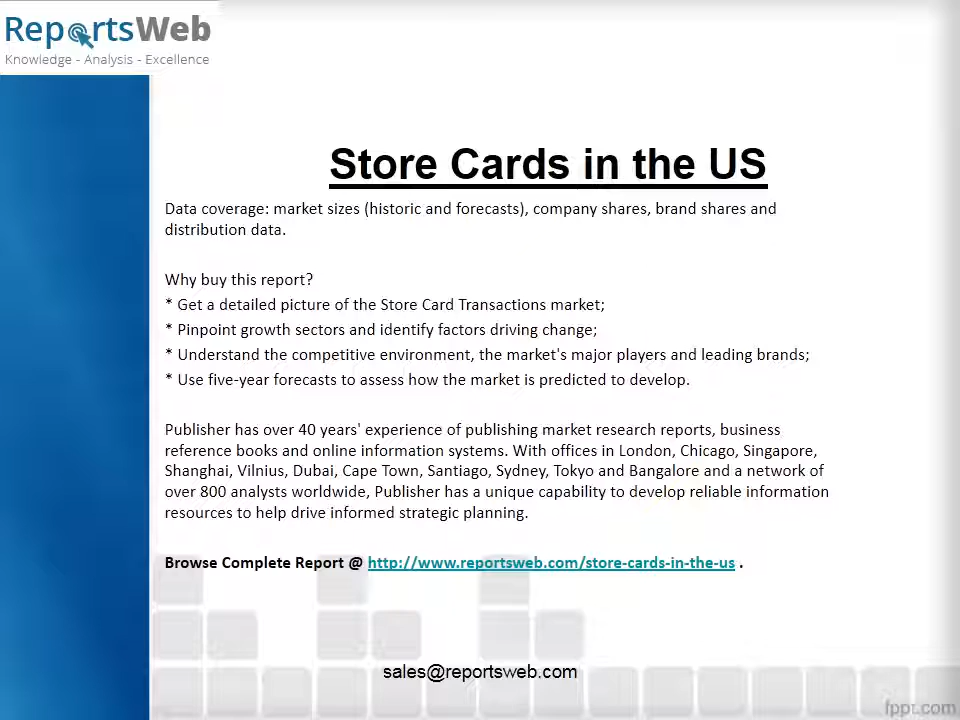 ReportsWeb
Knowledge - Analysis - Excellence
Store Cards in the US
Data coverage: market sizes (historic and forecasts), company shares, brand shares and
distribution data.
Why buy this report?
* Get a detailed picture of the Store Card Transactions market;
* Pinpoint growth sectors and identify factors driving change;
* Understand the competitive environment, the market's major players and leading brands;
* Use five-year forecasts to assess how the market is predicted to develop.
Publisher has over 40 years' experience of publishing market research reports, business
reference books and online information systems. With offices in London, Chicago, Singapore,
Shanghai, Vilnius, Dubai, Cape Town, Santiago, Sydney, Tokyo and Bangalore and a network of
over 800 analysts worldwide, Publisher has a unique capability to develop reliable information
resources to help drive informed strategic planning.
Browse Complete Report @ http://www.reportsweb.com/store-cards-in-the-us .
sales@reportsweb.com
fppt.com